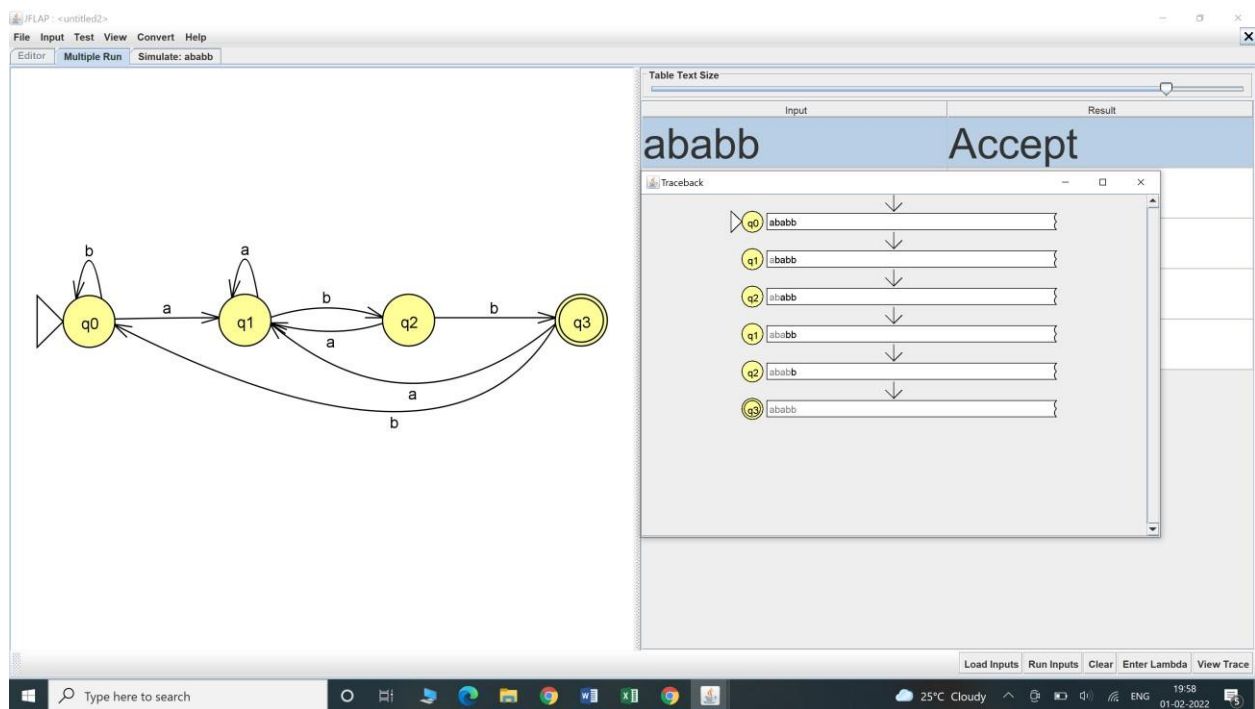 JFLAP : <untitled2>
File Input Test View Convert Help
Editor Multiple Run Simulate: ababb
Table Text Size
Input Result
ababb Accept
Traceback
q0 ababb
q1 ababb
q2 ababb
q1 ababb
q2 ababb
q3 ababb
b a
q0 a q1 b q2 b q3
a
a
b
Load Inputs Run Inputs Clear Enter Lambda View Trace
Type here to search
25°C Cloudy ENG 19:58
01-02-2022
5